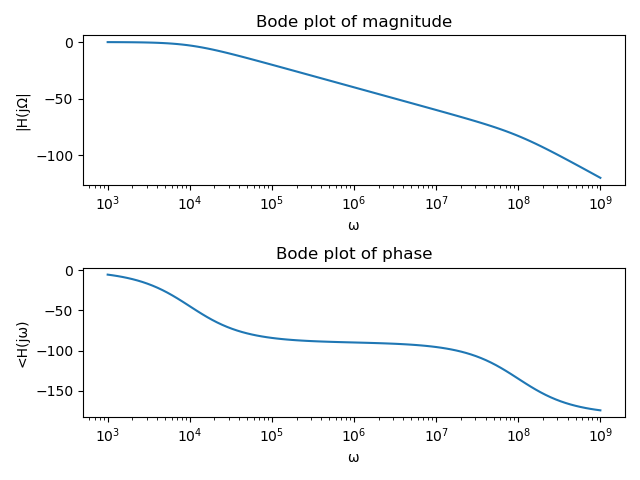 Bode plot of magnitude
|H(jΩ|
0
−50
−100
10³ 10⁴ 10⁵ 10⁶ 10⁷ 10⁸ 10⁹
ω
Bode plot of phase
<H(jω)
0
−50
−100
−150
10³ 10⁴ 10⁵ 10⁶ 10⁷ 10⁸ 10⁹
ω